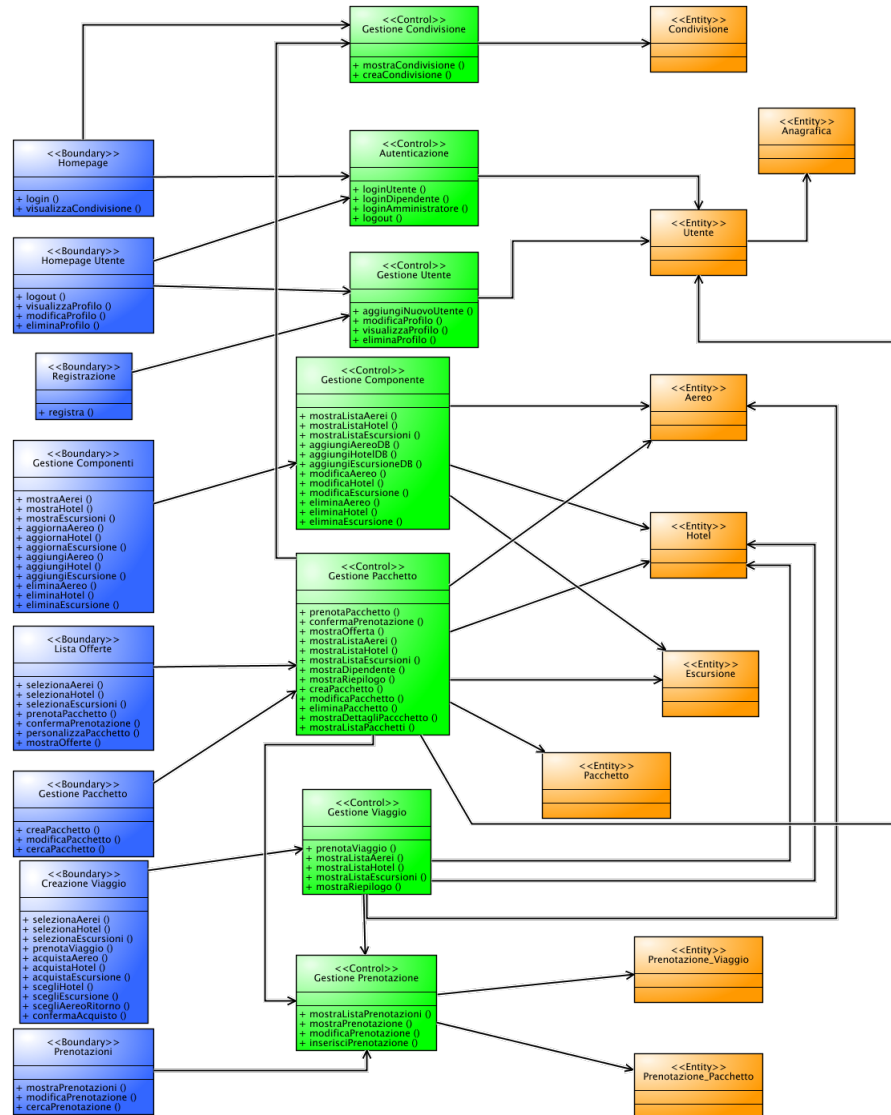 <<Control>>
Gestione Condivisione
+ mostraCondivisione ()
+ creaCondivisione ()
<<Entity>>
Condivisione
<<Entity>>
Anagrafica
<<Boundary>>
Homepage
+ login ()
+ visualizzaCondivisione ()
<<Control>>
Autenticazione
+ loginUtente ()
+ loginDipendente ()
+ loginAmministratore ()
+ logout ()
<<Entity>>
Utente
<<Boundary>>
Homepage Utente
+ logout ()
+ visualizzaProfilo ()
+ modificaProfilo ()
+ eliminaProfilo ()
<<Control>>
Gestione Utente
+ aggiungiNuovoUtente ()
+ modificaProfilo ()
+ visualizzaProfilo ()
+ eliminaProfilo ()
<<Boundary>>
Registrazione
+ registra ()
<<Control>>
Gestione Componente
+ mostraListaAerei ()
+ mostraListaHotel ()
+ mostraListaEscursioni ()
+ aggiungiAereoDB ()
+ aggiungiHotelDB ()
+ aggiungiEscursioneDB ()
+ modificaAereo ()
+ modificaHotel ()
+ modificaEscursione ()
+ eliminaAereo ()
+ eliminaHotel ()
+ eliminaEscursione ()
<<Entity>>
Aereo
<<Boundary>>
Gestione Componenti
+ mostraAerei ()
+ mostraHotel ()
+ mostraEscursioni ()
+ aggiornaAereo ()
+ aggiornaHotel ()
+ aggiornaEscursione ()
+ aggiungiAereo ()
+ aggiungiHotel ()
+ aggiungiEscursione ()
+ eliminaAereo ()
+ eliminaHotel ()
+ eliminaEscursione ()
<<Entity>>
Hotel
<<Control>>
Gestione Pacchetto
+ prenotaPacchetto ()
+ confermaPrenotazione ()
+ mostraOfferta ()
+ mostraListaAerei ()
+ mostraListaHotel ()
+ mostraListaEscursioni ()
+ mostraDipendente ()
+ mostraRiepilogo ()
+ creaPacchetto ()
+ modificaPacchetto ()
+ eliminaPacchetto ()
+ mostraDettagliPaccchetto ()
+ mostraListaPacchetti ()
<<Boundary>>
Lista Offerte
+ selezionaAerei ()
+ selezionaHotel ()
+ selezionaEscursioni ()
+ prenotaPacchetto ()
+ confermaPrenotazione ()
+ personalizzaPacchetto ()
+ mostraOfferte ()
<<Entity>>
Escursione
<<Entity>>
Pacchetto
<<Boundary>>
Gestione Pacchetto
+ creaPacchetto ()
+ modificaPacchetto ()
+ cercaPacchetto ()
<<Control>>
Gestione Viaggio
+ prenotaViaggio ()
+ mostraListaAerei ()
+ mostraListaHotel ()
+ mostraListaEscursioni ()
+ mostraRiepilogo ()
<<Boundary>>
Creazione Viaggio
+ selezionaAerei ()
+ selezionaHotel ()
+ selezionaEscursioni ()
+ prenotaViaggio ()
+ acquistaAereo ()
+ acquistaHotel ()
+ acquistaEscursione ()
+ scegliHotel ()
+ scegliEscursione ()
+ scegliAereoRitorno ()
+ confermaAcquisto ()
<<Control>>
Gestione Prenotazione
+ mostraListaPrenotazioni ()
+ mostraPrenotazione ()
+ modificaPrenotazione ()
+ inserisciPrenotazione ()
<<Entity>>
Prenotazione_Viaggio
<<Boundary>>
Prenotazioni
+ mostraPrenotazioni ()
+ modificaPrenotazione ()
+ cercaPrenotazione ()
<<Entity>>
Prenotazione_Pacchetto